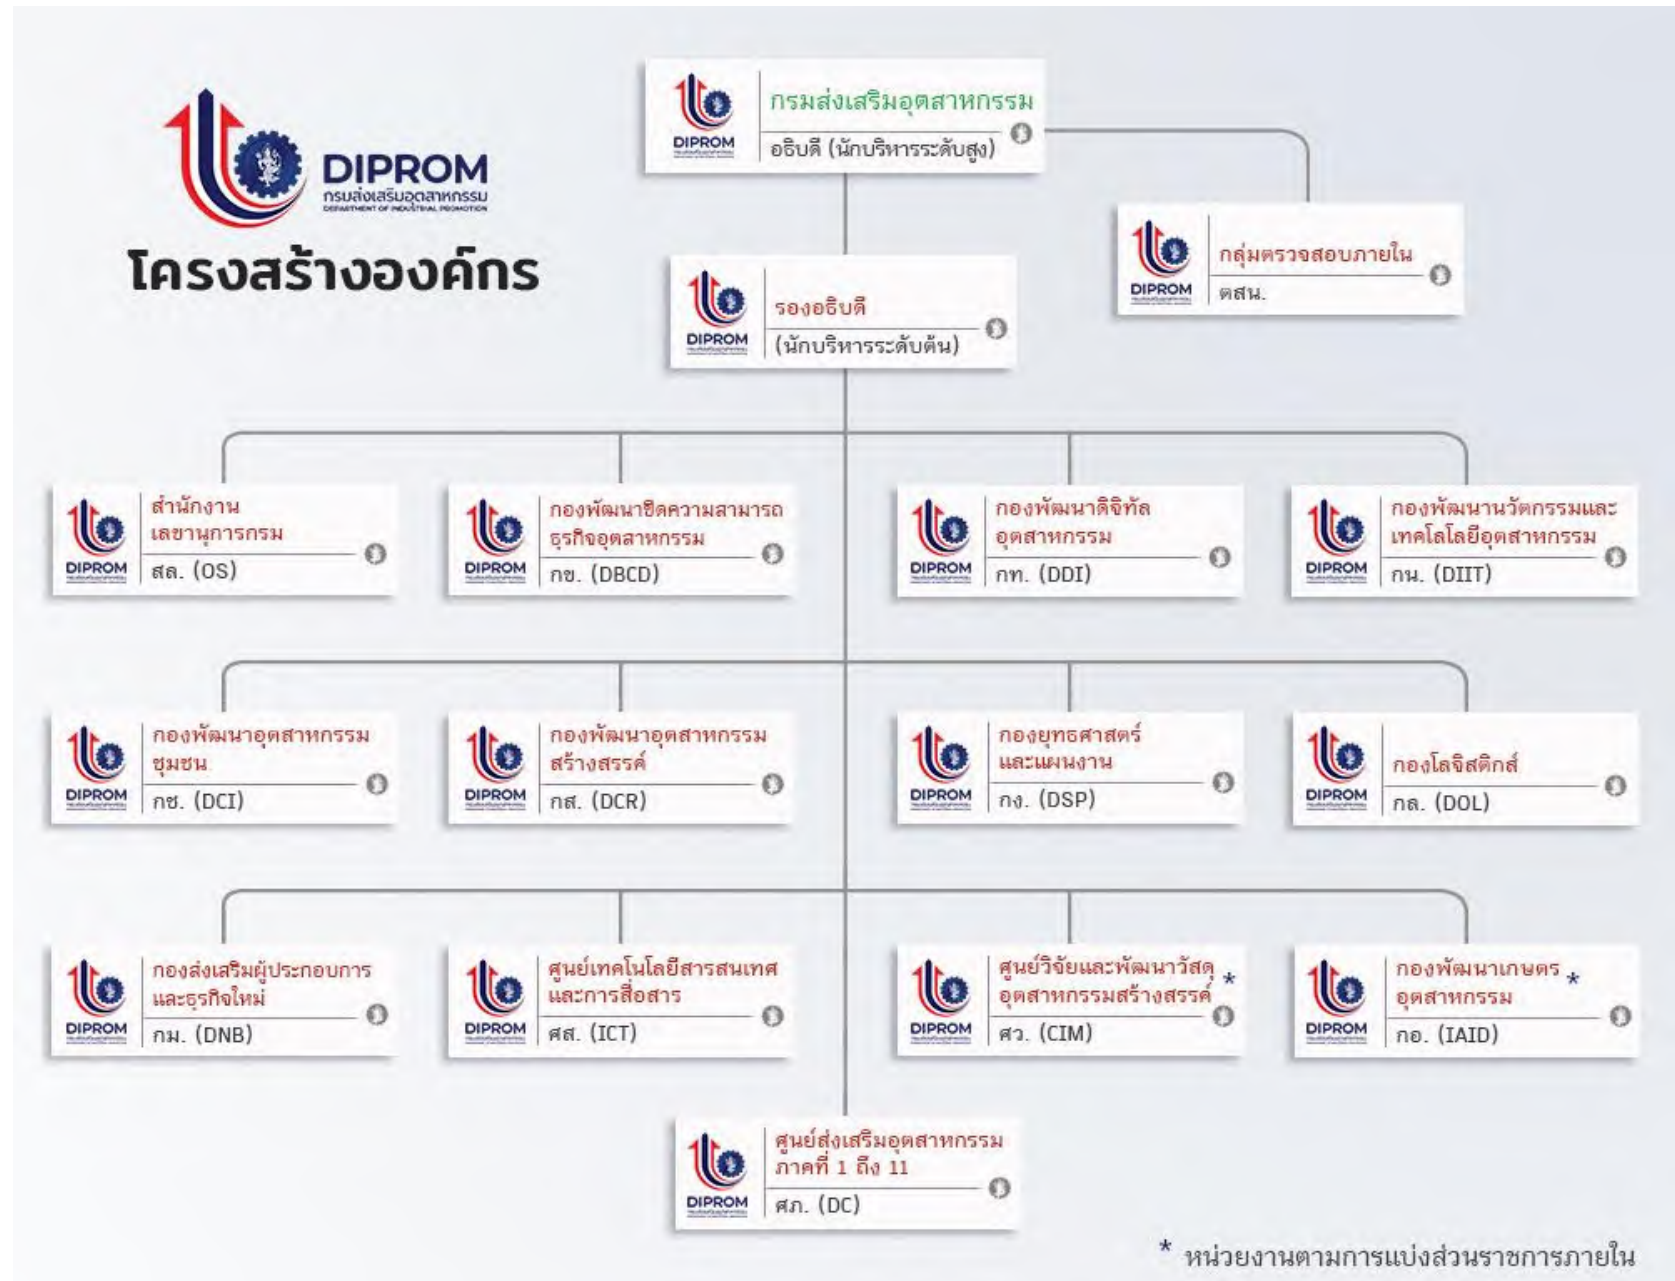 DIPROM
กรมส่งเสริมอุตสาหกรรม
DEPARTMENT OF INDUSTRIAL PROMOTION
โครงสร้างองค์กร
DIPROM
กรมส่งเสริมอุตสาหกรรม
อธิบดี (นักบริหารระดับสูง)
DIPROM
กลุ่มตรวจสอบภายใน
ตสน.
DIPROM
รองอธิบดี
(นักบริหารระดับต้น)
DIPROM
สำนักงาน
เลขานุการกรม
สล. (OS)
DIPROM
กองพัฒนาขีดความสามารถ
ธุรกิจอุตสาหกรรม
กข. (DBCD)
DIPROM
กองพัฒนาดิจิทัล
อุตสาหกรรม
กท. (DDI)
DIPROM
กองพัฒนานวัตกรรมและ
เทคโลโลยีอุตสาหกรรม
กน. (DIIT)
DIPROM
กองพัฒนาอุตสาหกรรม
ชุมชน
กช. (DCI)
DIPROM
กองพัฒนาอุตสาหกรรม
สร้างสรรค์
กส. (DCR)
DIPROM
กองยุทธศาสตร์
และแผนงาน
กง. (DSP)
DIPROM
กองโลจิสติกส์
กล. (DOL)
DIPROM
กองส่งเสริมผู้ประกอบการ
และธุรกิจใหม่
กม. (DNB)
DIPROM
ศูนย์เทคโนโลยีสารสนเทศ
และการสื่อสาร
ศส. (ICT)
DIPROM
ศูนย์วิจัยและพัฒนาวัสดุ
อุตสาหกรรมสร้างสรรค์ *
ศว. (CIM)
DIPROM
กองพัฒนาเกษตร *
อุตสาหกรรม
กอ. (IAID)
DIPROM
ศูนย์ส่งเสริมอุตสาหกรรม
ภาคที่ 1 ถึง 11
ศภ. (DC)
* หน่วยงานตามการแบ่งส่วนราชการภายใน